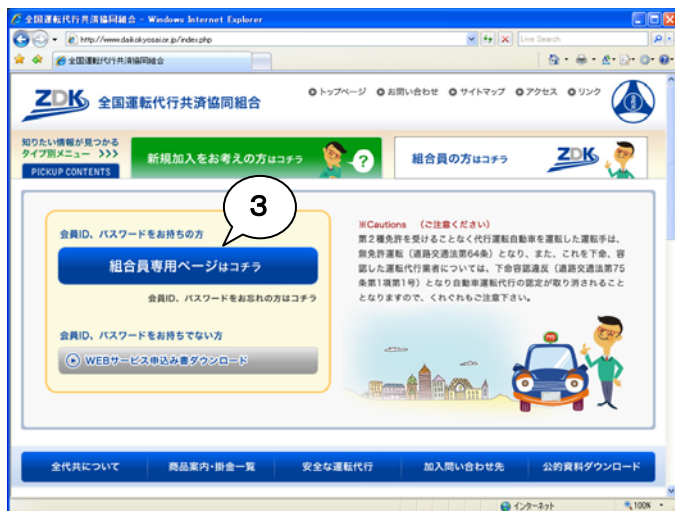 全国運転代行共済協同組合 - Windows Internet Explorer
http://www.daikokyosai.or.jp/index.php
Live Search
全国運転代行共済協同組合
ZDK 全国運転代行共済協同組合
トップページ お問い合わせ サイトマップ アクセス リンク
知りたい情報が見つかる
タイプ別メニュー >>>
PICKUP CONTENTS
新規加入をお考えの方はコチラ
?
組合員の方はコチラ
ZDK
3
会員ID、パスワードをお持ちの方
組合員専用ページはコチラ
会員ID、パスワードをお忘れの方はコチラ
会員ID、パスワードをお持ちでない方
WEBサービス申込み書ダウンロード
※Cautions （ご注意ください）
第２種免許を受けることなく代行運転自動車を運転した運転手は、
無免許運転（道路交通法第64条）となり、また、これを下命、容
認した運転代行業者については、下命容認違反（道路交通法第75
条第1項第1号）となり自動車運転代行の認定が取り消されること
となりますので、くれぐれもご注意下さい。
全代共について
商品案内・掛金一覧
安全な運転代行
加入問い合わせ先
公的資料ダウンロード
インターネット
100%